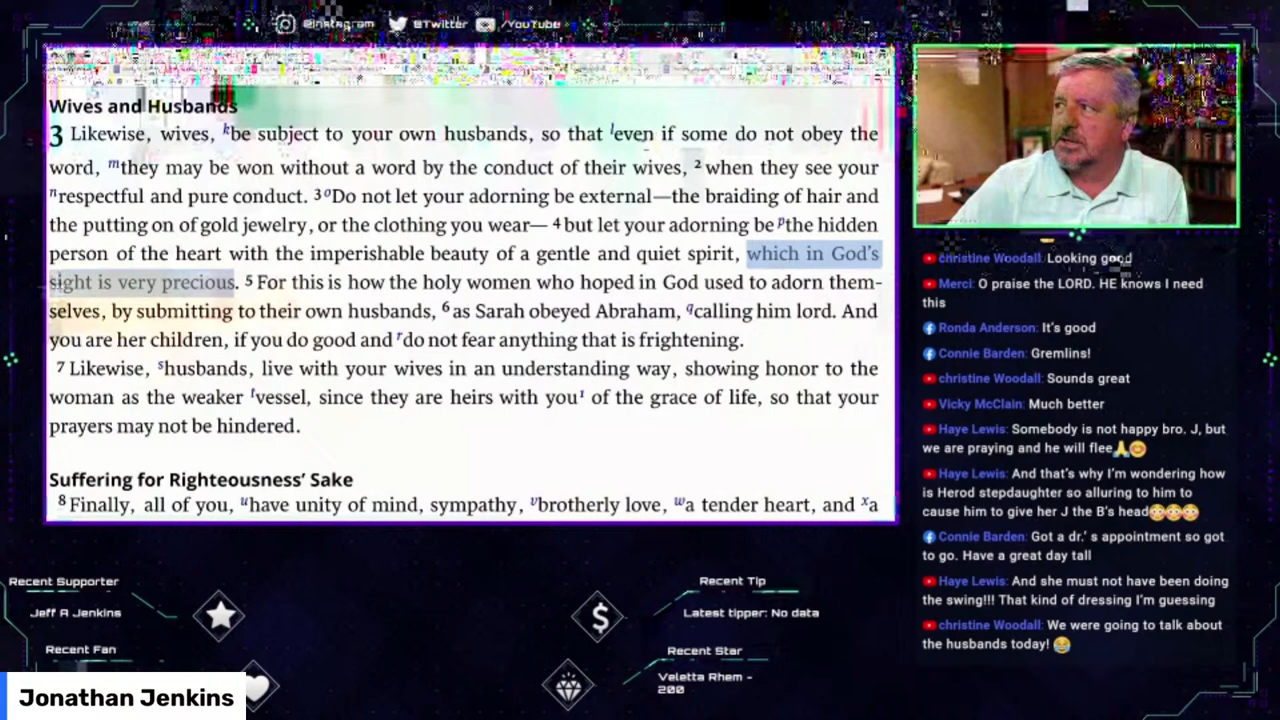 @Instagram @Twitter /YouTube
Wives and Husbands
3 Likewise, wives, kbe subject to your own husbands, so that leven if some do not obey the
word, mthey may be won without a word by the conduct of their wives, 2 when they see your
nrespectful and pure conduct. 3 oDo not let your adorning be external—the braiding of hair and
the putting on of gold jewelry, or the clothing you wear— 4 but let your adorning be pthe hidden
person of the heart with the imperishable beauty of a gentle and quiet spirit, which in God's
sight is very precious. 5 For this is how the holy women who hoped in God used to adorn them-
selves, by submitting to their own husbands, 6 as Sarah obeyed Abraham, qcalling him lord. And
you are her children, if you do good and rdo not fear anything that is frightening.
7 Likewise, shusbands, live with your wives in an understanding way, showing honor to the
woman as the weaker tvessel, since they are heirs with you1 of the grace of life, so that your
prayers may not be hindered.
Suffering for Righteousness' Sake
8 Finally, all of you, uhave unity of mind, sympathy, vbrotherly love, wa tender heart, and xa
christine Woodall: Looking good
Merci: O praise the LORD. HE knows I need
this
Ronda Anderson: It's good
Connie Barden: Gremlins!
christine Woodall: Sounds great
Vicky McClain: Much better
Haye Lewis: Somebody is not happy bro. J, but
we are praying and he will flee🙏😊
Haye Lewis: And that's why I'm wondering how
is Herod stepdaughter so alluring to him to
cause him to give her J the B's head😳😳😳
Connie Barden: Got a dr.' s appointment so got
to go. Have a great day tall
Haye Lewis: And she must not have been doing
the swing!!! That kind of dressing I'm guessing
christine Woodall: We were going to talk about
the husbands today! 😂
Recent Supporter
Jeff A Jenkins
Recent Fan
$
Recent Tip
Latest tipper: No data
Recent Star
Veletta Rhem -
200
Jonathan Jenkins